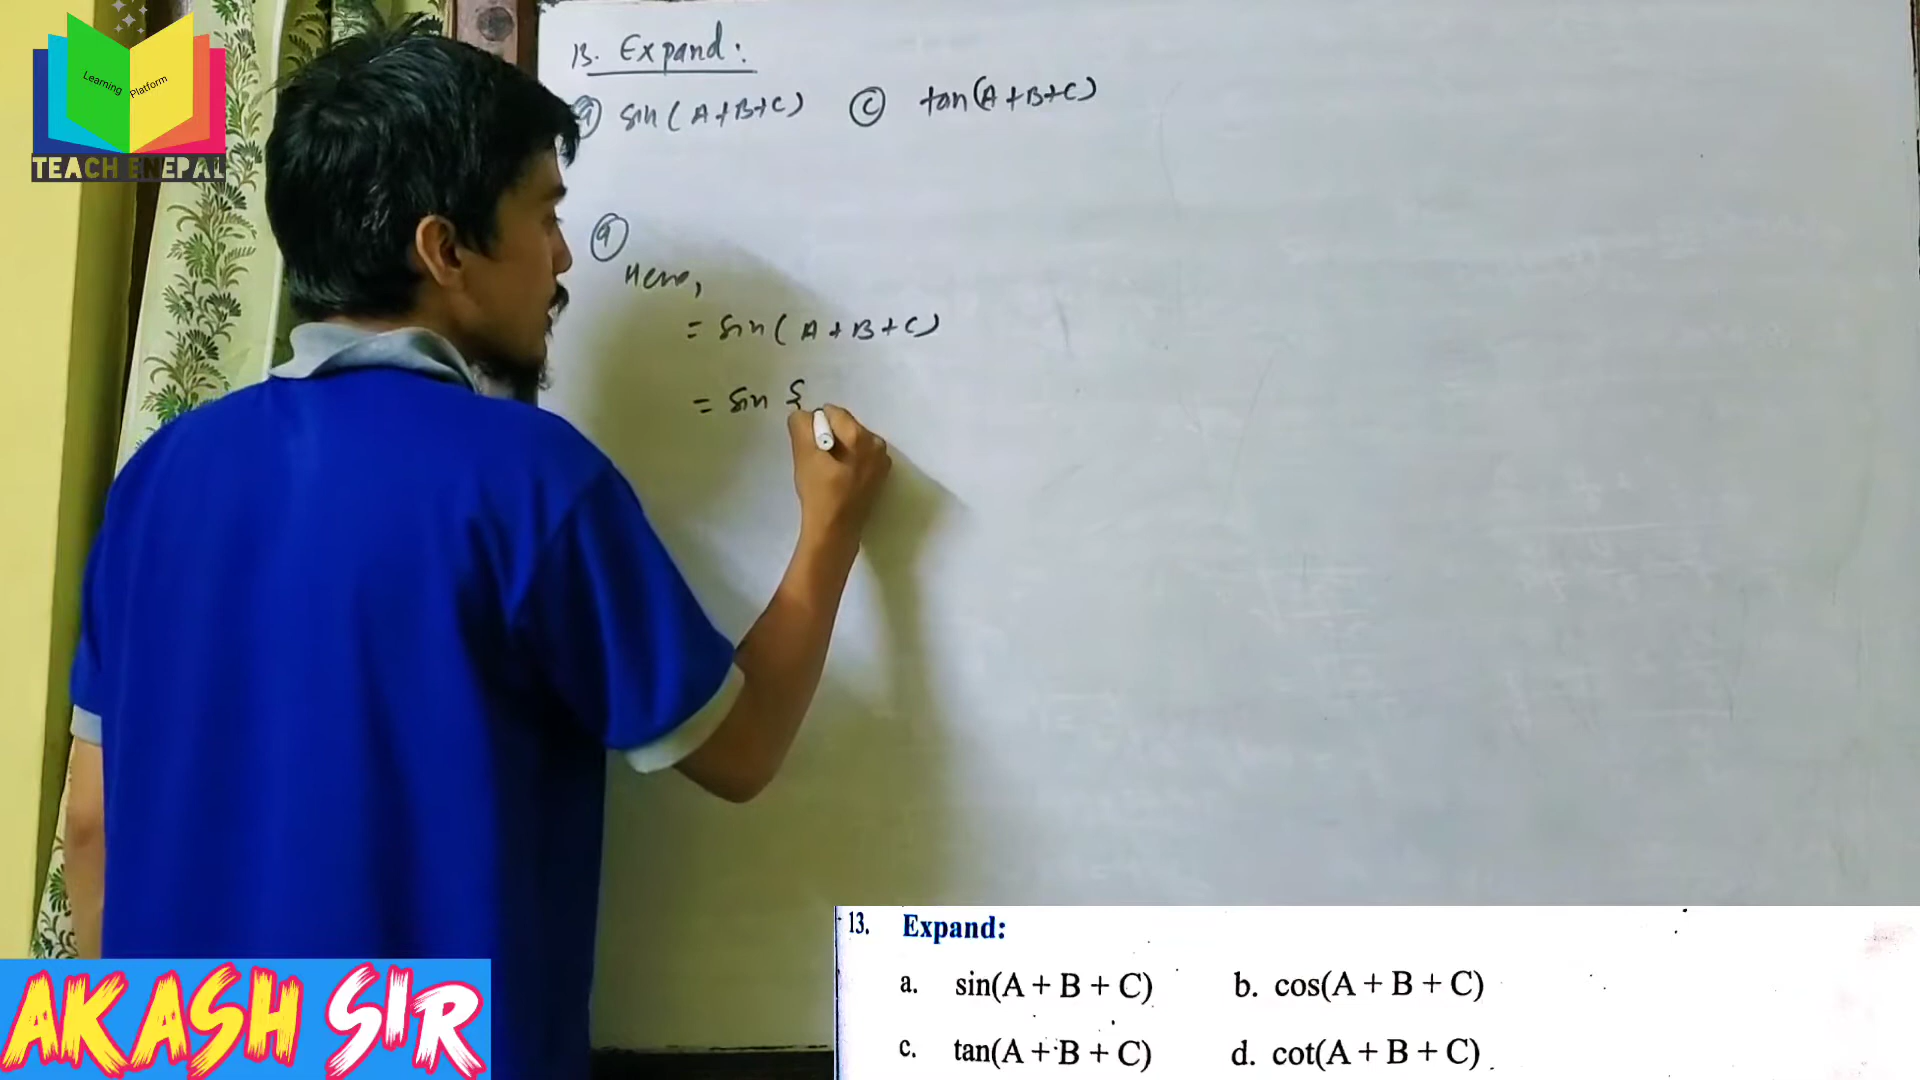 Learning Platform
TEACH ENEPAL
13. Expand:
a sin(A+B+C) c tan(A+B+C)
a
Here,
= sin(A+B+C)
= sin {
13. Expand:
a. sin(A + B + C) b. cos(A + B + C)
c. tan(A + B + C) d. cot(A + B + C)
AKASH SIR